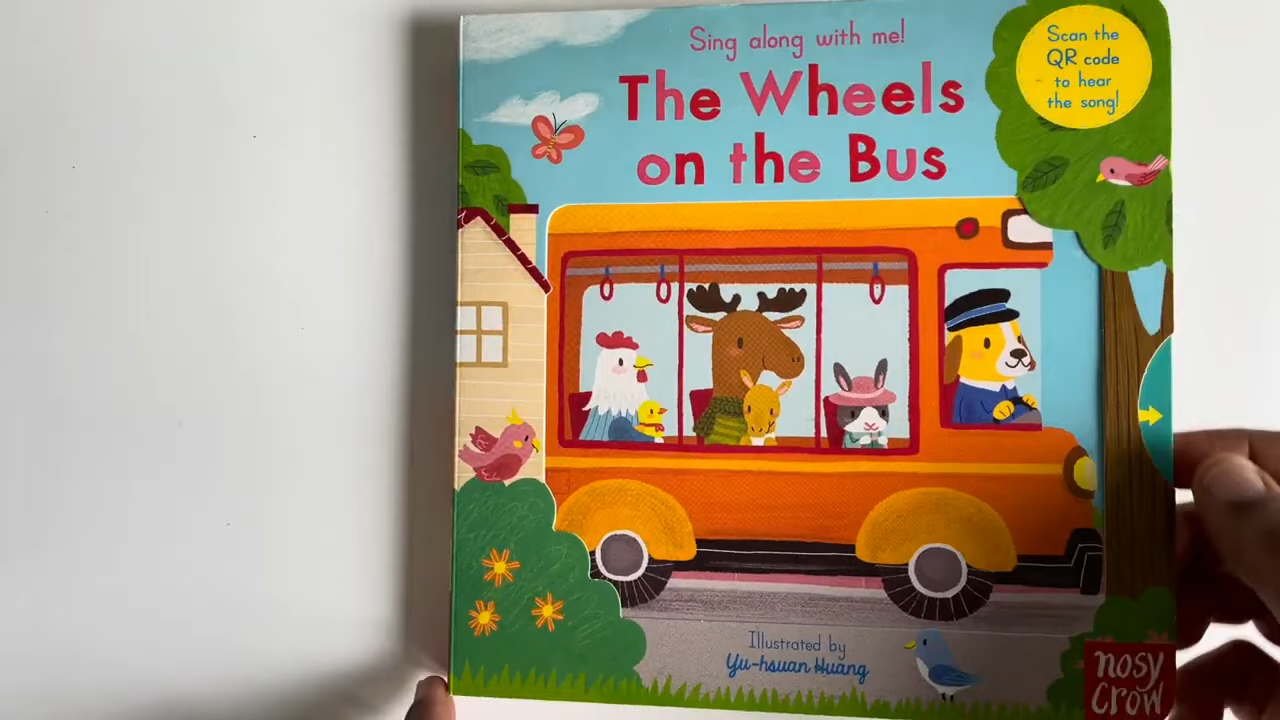 Sing along with me!
The Wheels
on the Bus
Scan the
QR code
to hear
the song!
Illustrated by
Yu-hsuan Huang
nosy
crow